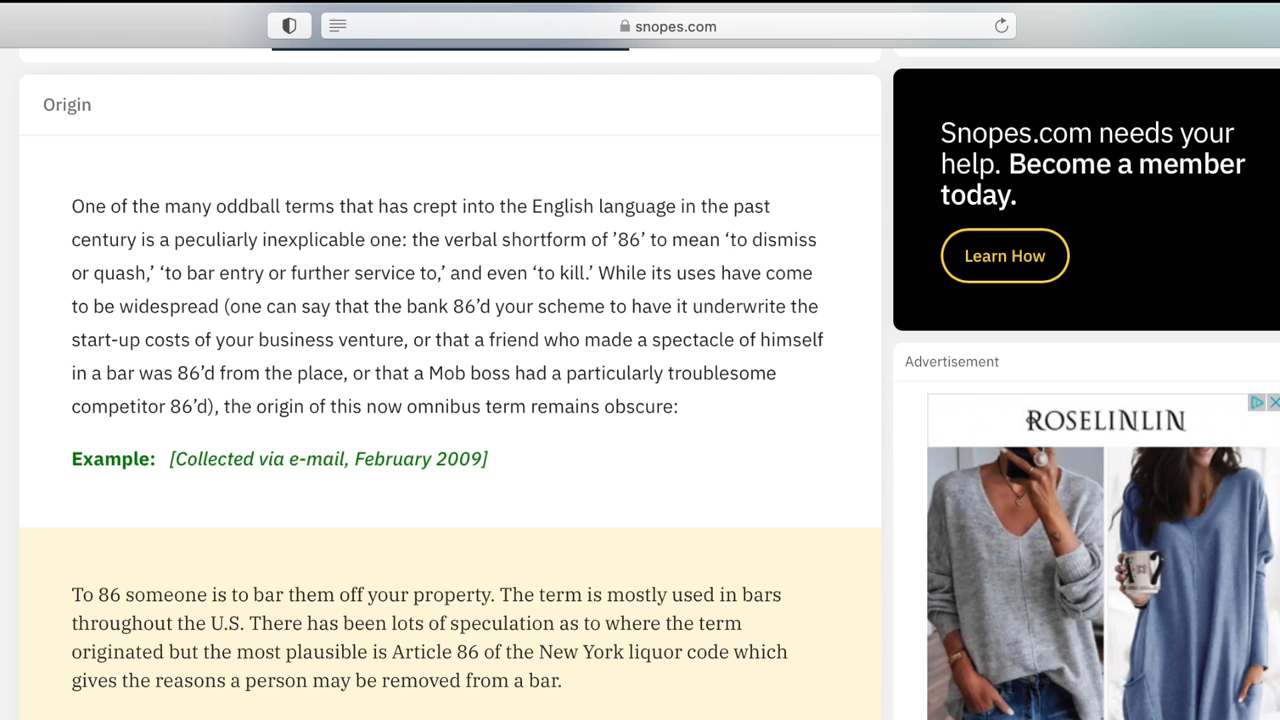 snopes.com
Origin
One of the many oddball terms that has crept into the English language in the past
century is a peculiarly inexplicable one: the verbal shortform of ’86’ to mean ‘to dismiss
or quash,’ ‘to bar entry or further service to,’ and even ‘to kill.’ While its uses have come
to be widespread (one can say that the bank 86’d your scheme to have it underwrite the
start-up costs of your business venture, or that a friend who made a spectacle of himself
in a bar was 86’d from the place, or that a Mob boss had a particularly troublesome
competitor 86’d), the origin of this now omnibus term remains obscure:
Example: [Collected via e-mail, February 2009]
To 86 someone is to bar them off your property. The term is mostly used in bars
throughout the U.S. There has been lots of speculation as to where the term
originated but the most plausible is Article 86 of the New York liquor code which
gives the reasons a person may be removed from a bar.
Snopes.com needs your
help. Become a member
today.
Learn How
Advertisement
ROSELINLIN